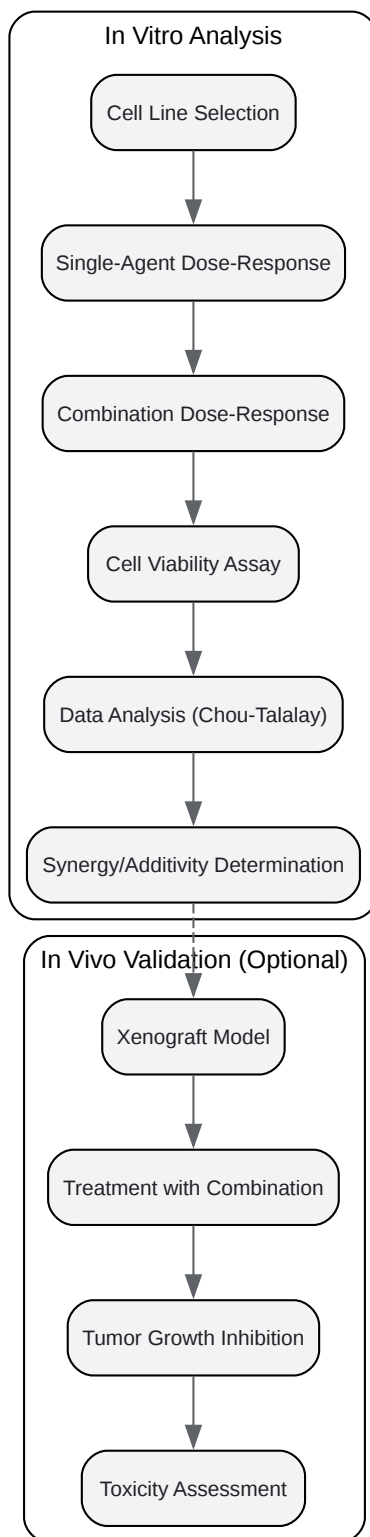 In Vitro Analysis
Cell Line Selection
Single-Agent Dose-Response
Combination Dose-Response
Cell Viability Assay
Data Analysis (Chou-Talalay)
Synergy/Additivity Determination
In Vivo Validation (Optional)
Xenograft Model
Treatment with Combination
Tumor Growth Inhibition
Toxicity Assessment